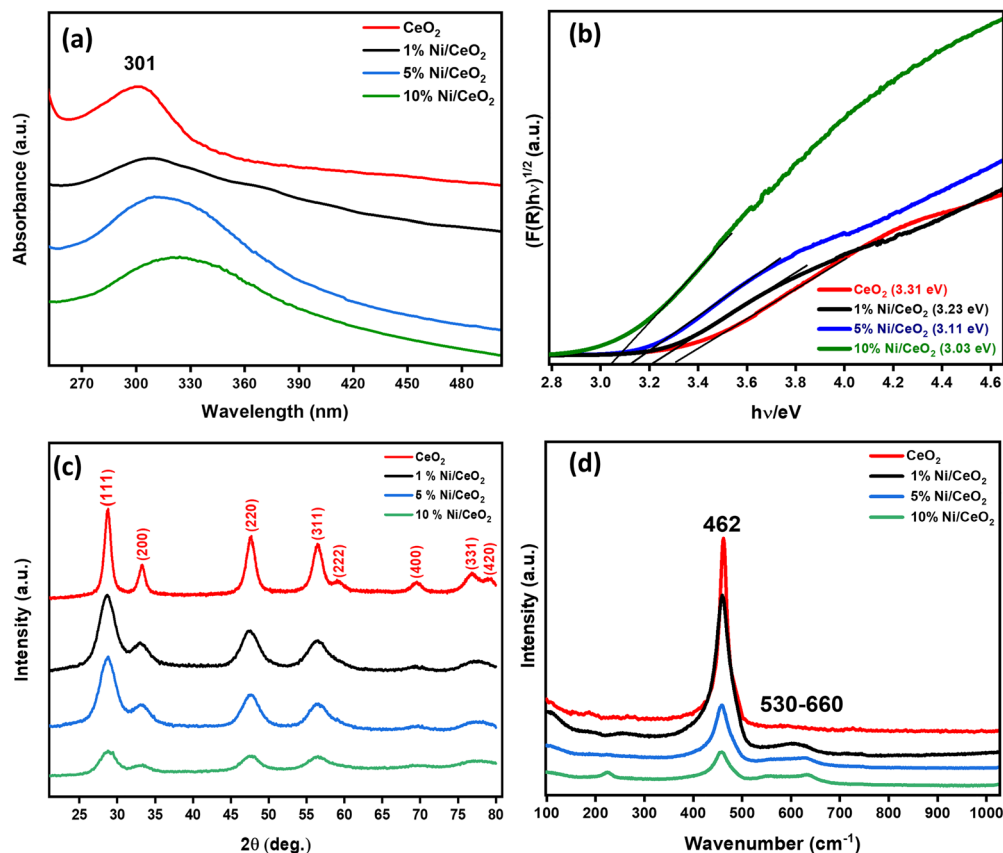 (a)
301
CeO₂
1% Ni/CeO₂
5% Ni/CeO₂
10% Ni/CeO₂
Absorbance (a.u.)
270 300 330 360 390 420 450 480
Wavelength (nm)
(b)
(F(R)hν)¹/² (a.u.)
CeO₂ (3.31 eV)
1% Ni/CeO₂ (3.23 eV)
5% Ni/CeO₂ (3.11 eV)
10% Ni/CeO₂ (3.03 eV)
2.8 3.0 3.2 3.4 3.6 3.8 4.0 4.2 4.4 4.6
hν/eV
(c)
CeO₂
1 % Ni/CeO₂
5 % Ni/CeO₂
10 % Ni/CeO₂
(111)
(200)
(220)
(311)
(222)
(400)
(331)
(420)
Intensity (a.u.)
25 30 35 40 45 50 55 60 65 70 75 80
2θ (deg.)
(d)
CeO₂
1% Ni/CeO₂
5% Ni/CeO₂
10% Ni/CeO₂
462
530-660
Intensity (a.u.)
100 200 300 400 500 600 700 800 900 1000
Wavenumber (cm⁻¹)